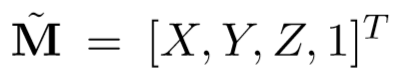 M̃ = [X, Y, Z, 1]ᵀ